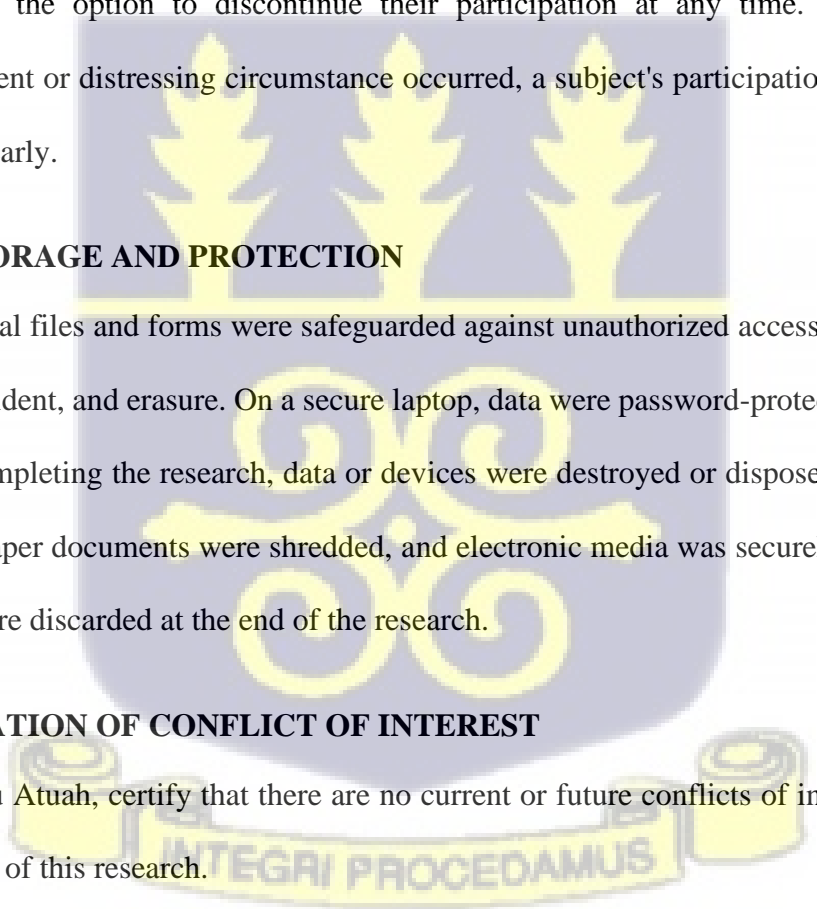 the option to discontinue their participation at any time.
ent or distressing circumstance occurred, a subject's participatio
arly.
ORAGE AND PROTECTION
al files and forms were safeguarded against unauthorized access
dent, and erasure. On a secure laptop, data were password-prote
mpleting the research, data or devices were destroyed or dispose
aper documents were shredded, and electronic media was secure
re discarded at the end of the research.
ATION OF CONFLICT OF INTEREST
u Atuah, certify that there are no current or future conflicts of in
of this research.
INTEGRI PROCEDAMUS